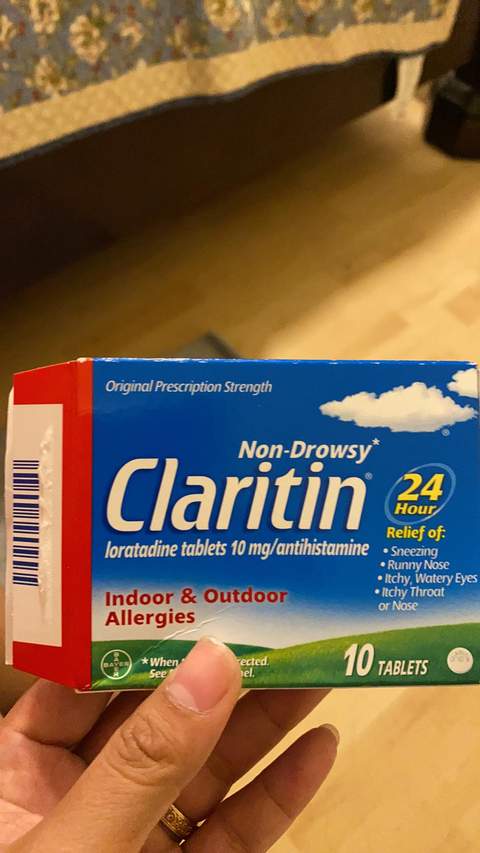 Original Prescription Strength
Non-Drowsy*
Claritin®
loratadine tablets 10 mg/antihistamine
Indoor & Outdoor
Allergies
24
Hour
Relief of:
• Sneezing
• Runny Nose
• Itchy, Watery Eyes
• Itchy Throat
or Nose
BAYER
*When
See
10 TABLETS